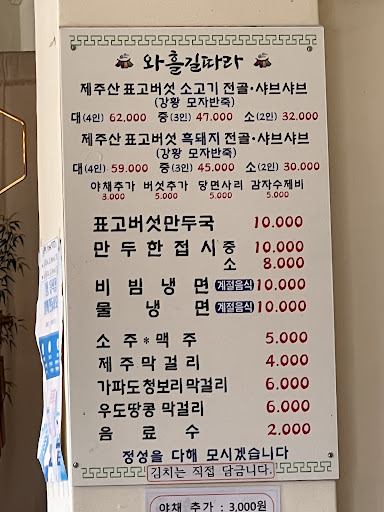 와흘길따라
제주산 표고버섯 소고기 전골·샤브샤브
(강황 모자반죽)
대(4인) 62.000 중(3인) 47.000 소(2인) 32.000
제주산 표고버섯 흑돼지 전골·샤브샤브
(강황 모자반죽)
대(4인) 59.000 중(3인) 45.000 소(2인) 30.000
야채추가 버섯추가 당면사리 감자수제비
3.000 5.000 5.000 5.000
표고버섯만두국 10.000
만두한접시 중 10.000
소 8.000
비빔냉면 계절음식 10.000
물냉면 계절음식 10.000
소주*맥주 5.000
제주막걸리 4.000
가파도청보리막걸리 6.000
우도땅콩막걸리 6.000
음료수 2.000
정성을 다해 모시겠습니다
김치는 직접 담금니다.
야채 추가 : 3,000원